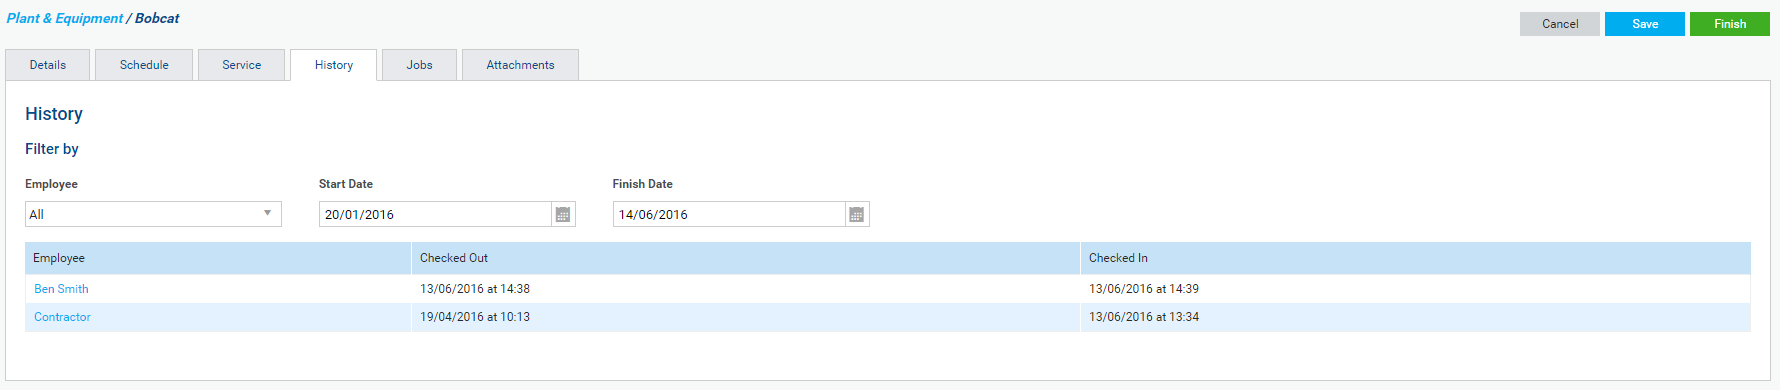 Plant & Equipment / Bobcat
Cancel Save Finish
Details Schedule Service History Jobs Attachments
History
Filter by
Employee Start Date Finish Date
All 20/01/2016 14/06/2016
Employee Checked Out Checked In
Ben Smith 13/06/2016 at 14:38 13/06/2016 at 14:39
Contractor 19/04/2016 at 10:13 13/06/2016 at 13:34